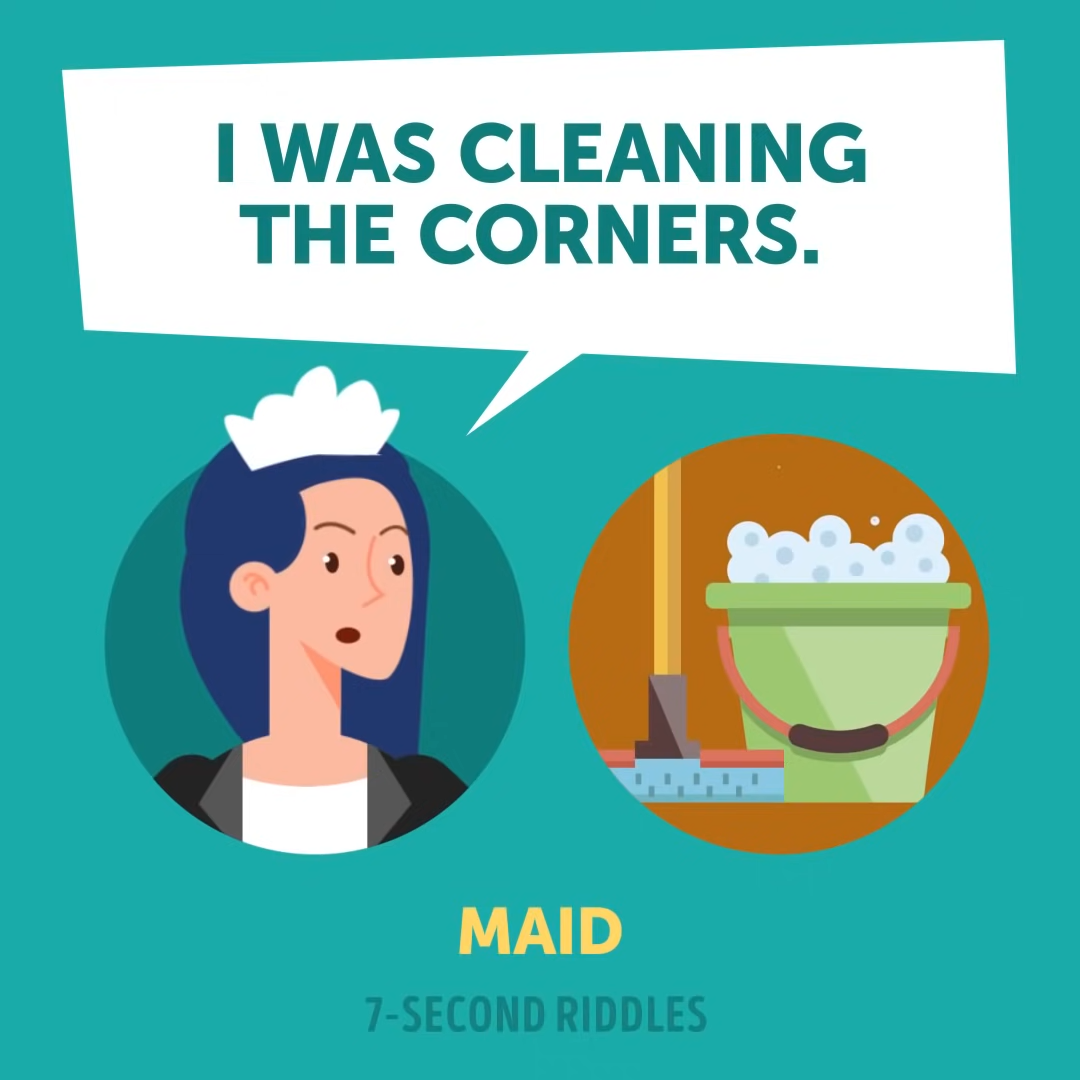 I WAS CLEANING
THE CORNERS.
MAID
7-SECOND RIDDLES